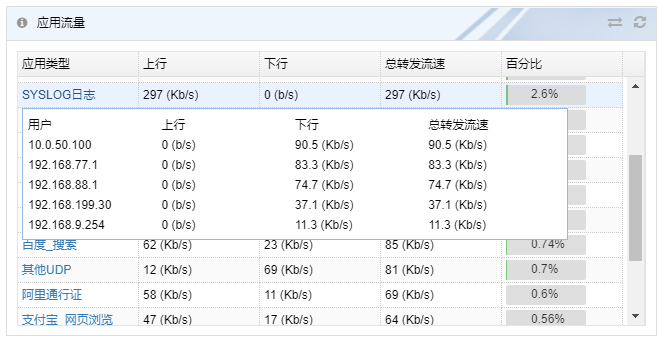 应用流量
应用类型 上行 下行 总转发流速 百分比
SYSLOG日志 297 (Kb/s) 0 (b/s) 297 (Kb/s) 2.6%
用户 上行 下行 总转发流速
10.0.50.100 0 (b/s) 90.5 (Kb/s) 90.5 (Kb/s)
192.168.77.1 0 (b/s) 83.3 (Kb/s) 83.3 (Kb/s)
192.168.88.1 0 (b/s) 74.7 (Kb/s) 74.7 (Kb/s)
192.168.199.30 0 (b/s) 37.1 (Kb/s) 37.1 (Kb/s)
192.168.9.254 0 (b/s) 11.3 (Kb/s) 11.3 (Kb/s)
百度_搜索 62 (Kb/s) 23 (Kb/s) 85 (Kb/s) 0.74%
其他UDP 12 (Kb/s) 69 (Kb/s) 81 (Kb/s) 0.7%
阿里通行证 58 (Kb/s) 11 (Kb/s) 69 (Kb/s) 0.6%
支付宝_网页浏览 47 (Kb/s) 17 (Kb/s) 64 (Kb/s) 0.56%